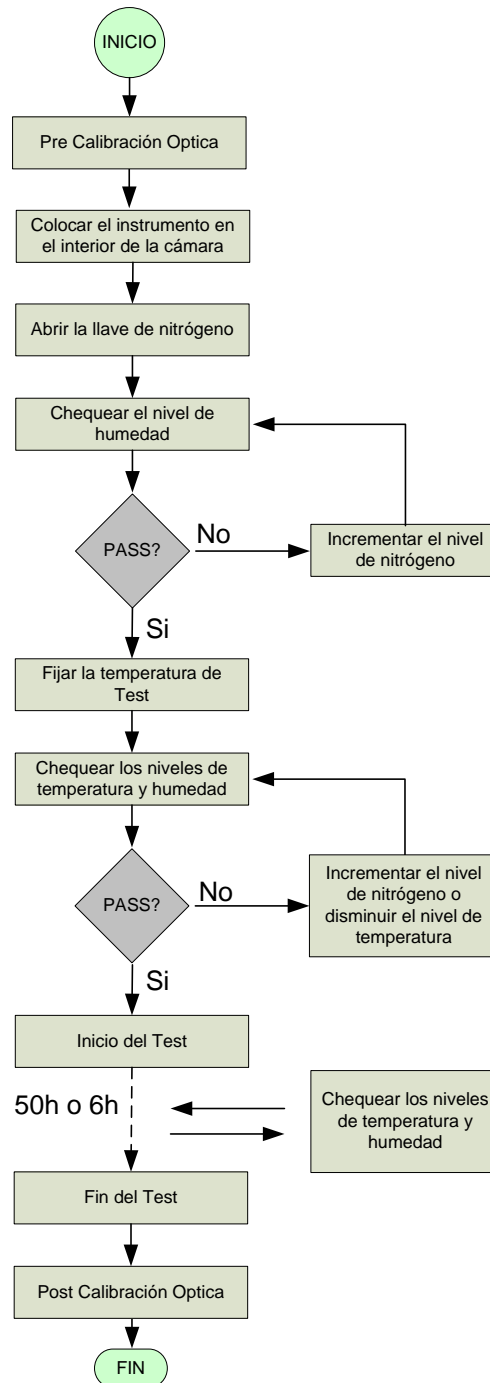 INICIO
Pre Calibración Optica
Colocar el instrumento en
el interior de la cámara
Abrir la llave de nitrógeno
Chequear el nivel de
humedad
PASS?
No
Incrementar el nivel
de nitrógeno
Si
Fijar la temperatura de
Test
Chequear los niveles de
temperatura y humedad
PASS?
No
Incrementar el nivel
de nitrógeno o
disminuir el nivel de
temperatura
Si
Inicio del Test
50h o 6h
Chequear los niveles
de temperatura y
humedad
Fin del Test
Post Calibración Optica
FIN